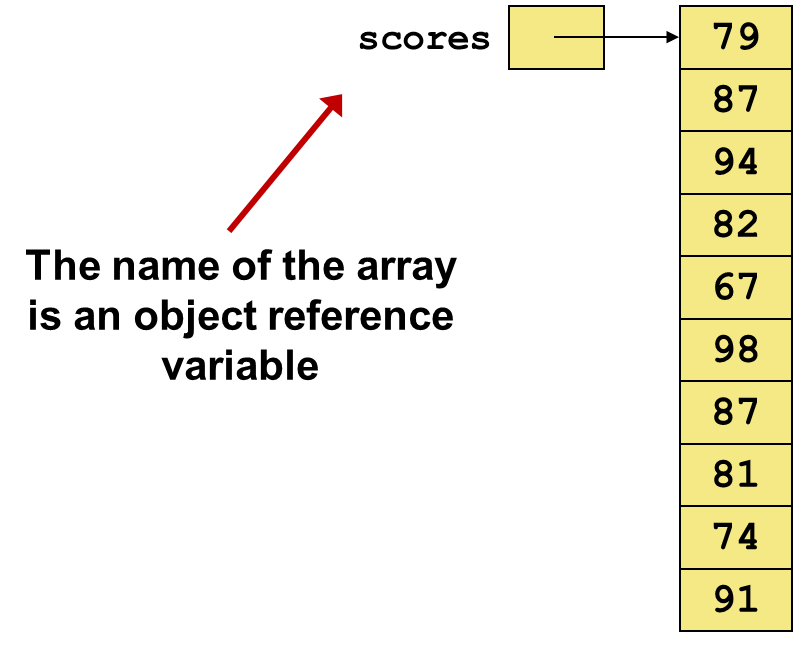 scores
79
87
94
82
67
98
87
81
74
91
The name of the array
is an object reference
variable